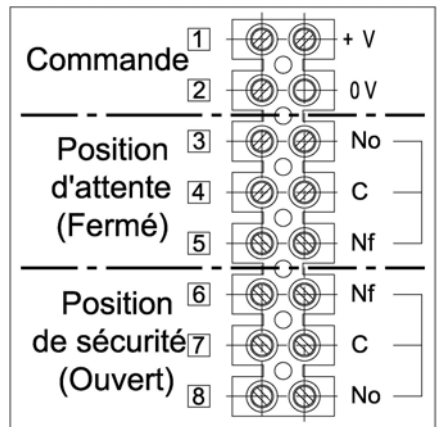 Commande
1 + V
2 0 V
Position d'attente (Fermé)
3 No
4 C
5 Nf
Position de sécurité (Ouvert)
6 Nf
7 C
8 No